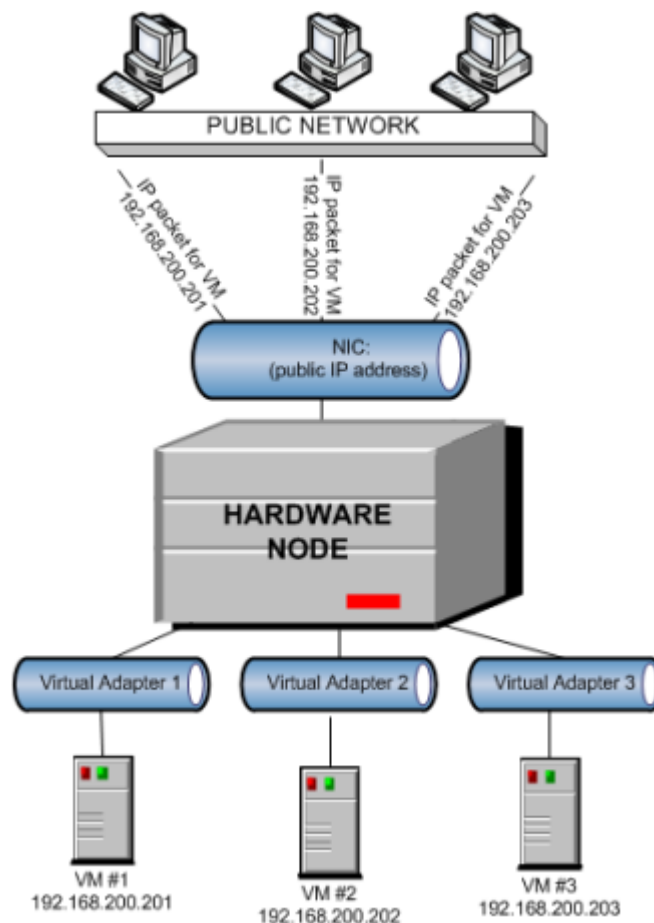 PUBLIC NETWORK
IP packet for VM
192.168.200.201
IP packet for VM
192.168.200.202
IP packet for VM
192.168.200.203
NIC:
(public IP address)
HARDWARE
NODE
Virtual Adapter 1
Virtual Adapter 2
Virtual Adapter 3
VM #1
192.168.200.201
VM #2
192.168.200.202
VM #3
192.168.200.203